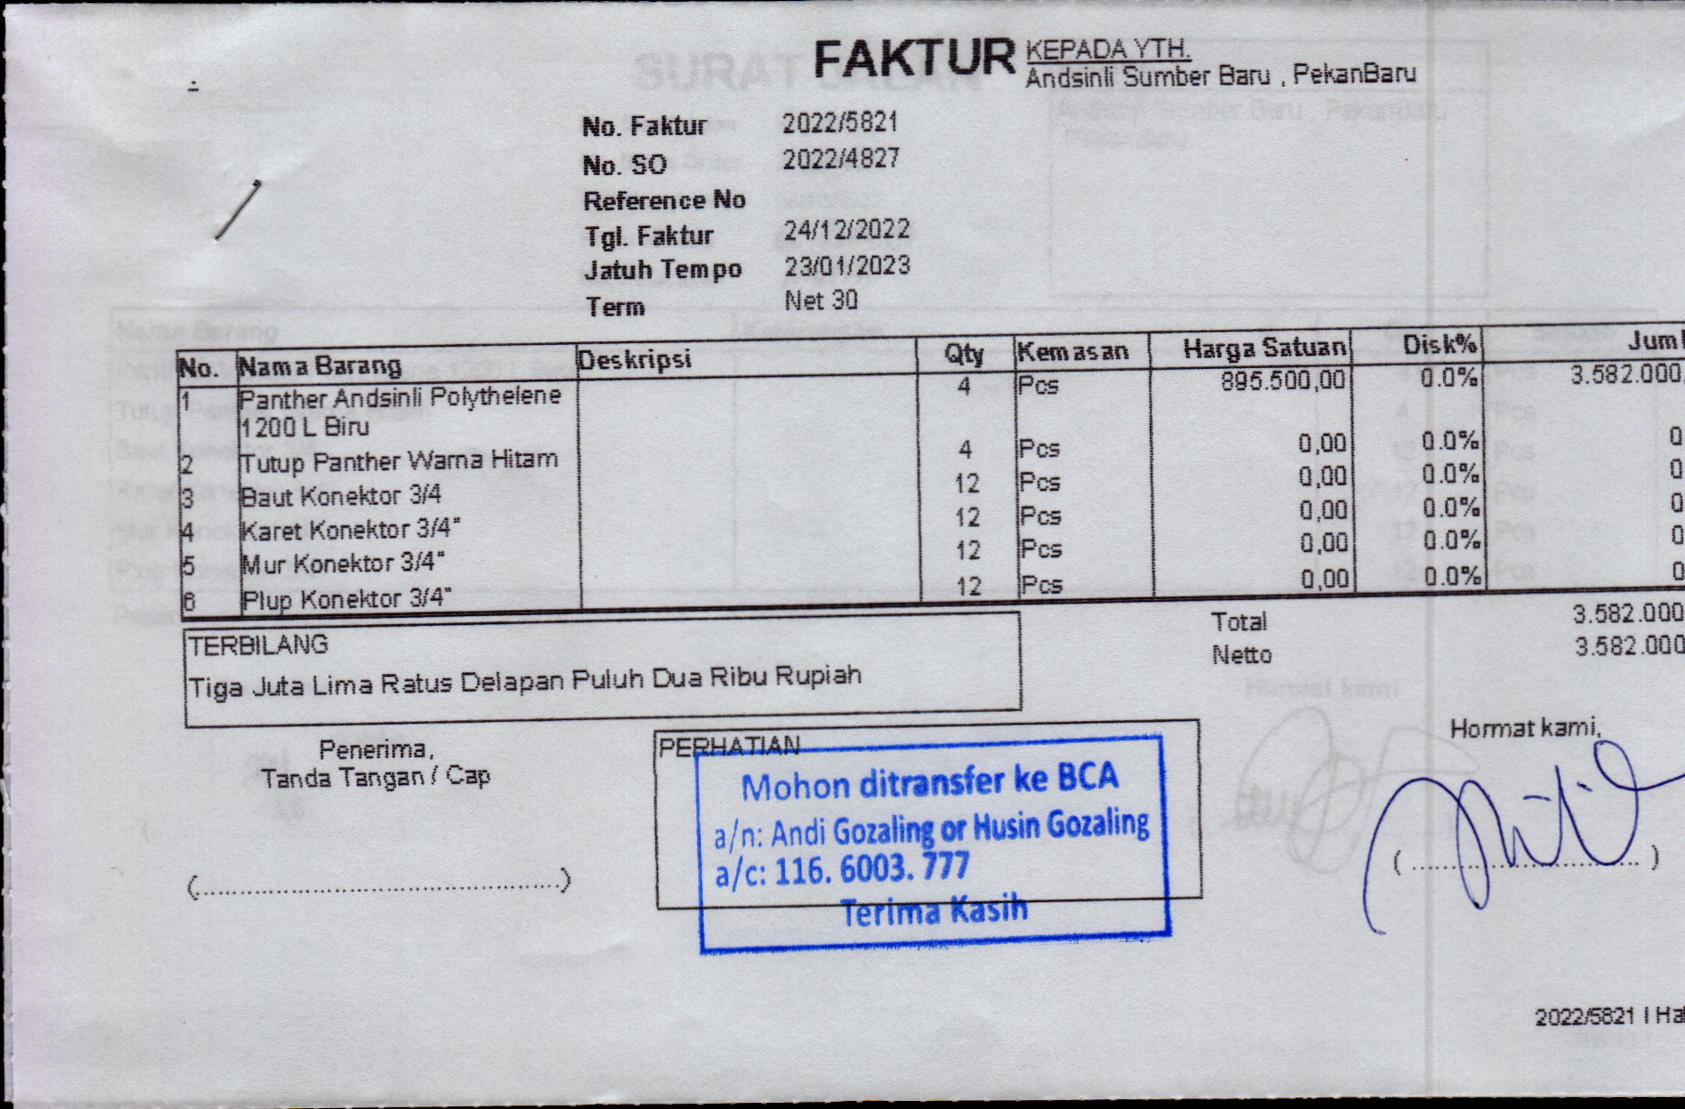 FAKTUR
KEPADA YTH.
Andsinli Sumber Baru , PekanBaru
No. Faktur 2022/5821
No. SO 2022/4827
Reference No
Tgl. Faktur 24/12/2022
Jatuh Tempo 23/01/2023
Term Net 30
No. Nama Barang Deskripsi Qty Kemasan Harga Satuan Disk% Juml
1 Panther Andsinli Polythelene 4 Pcs 895.500,00 0.0% 3.582.000,
1200 L Biru
2 Tutup Panther Warna Hitam 4 Pcs 0,00 0.0% 0
3 Baut Konektor 3/4 12 Pcs 0,00 0.0% 0
4 Karet Konektor 3/4" 12 Pcs 0,00 0.0% 0
5 Mur Konektor 3/4" 12 Pcs 0,00 0.0% 0
6 Plup Konektor 3/4" 12 Pcs 0,00 0.0% 0
Total 3.582.000
Netto 3.582.000
TERBILANG
Tiga Juta Lima Ratus Delapan Puluh Dua Ribu Rupiah
Penerima,
Tanda Tangan / Cap
(..................................................)
PERHATIAN
Mohon ditransfer ke BCA
a/n: Andi Gozaling or Husin Gozaling
a/c: 116. 6003. 777
Terima Kasih
Hormat kami,
(................................)
2022/5821 | Hal